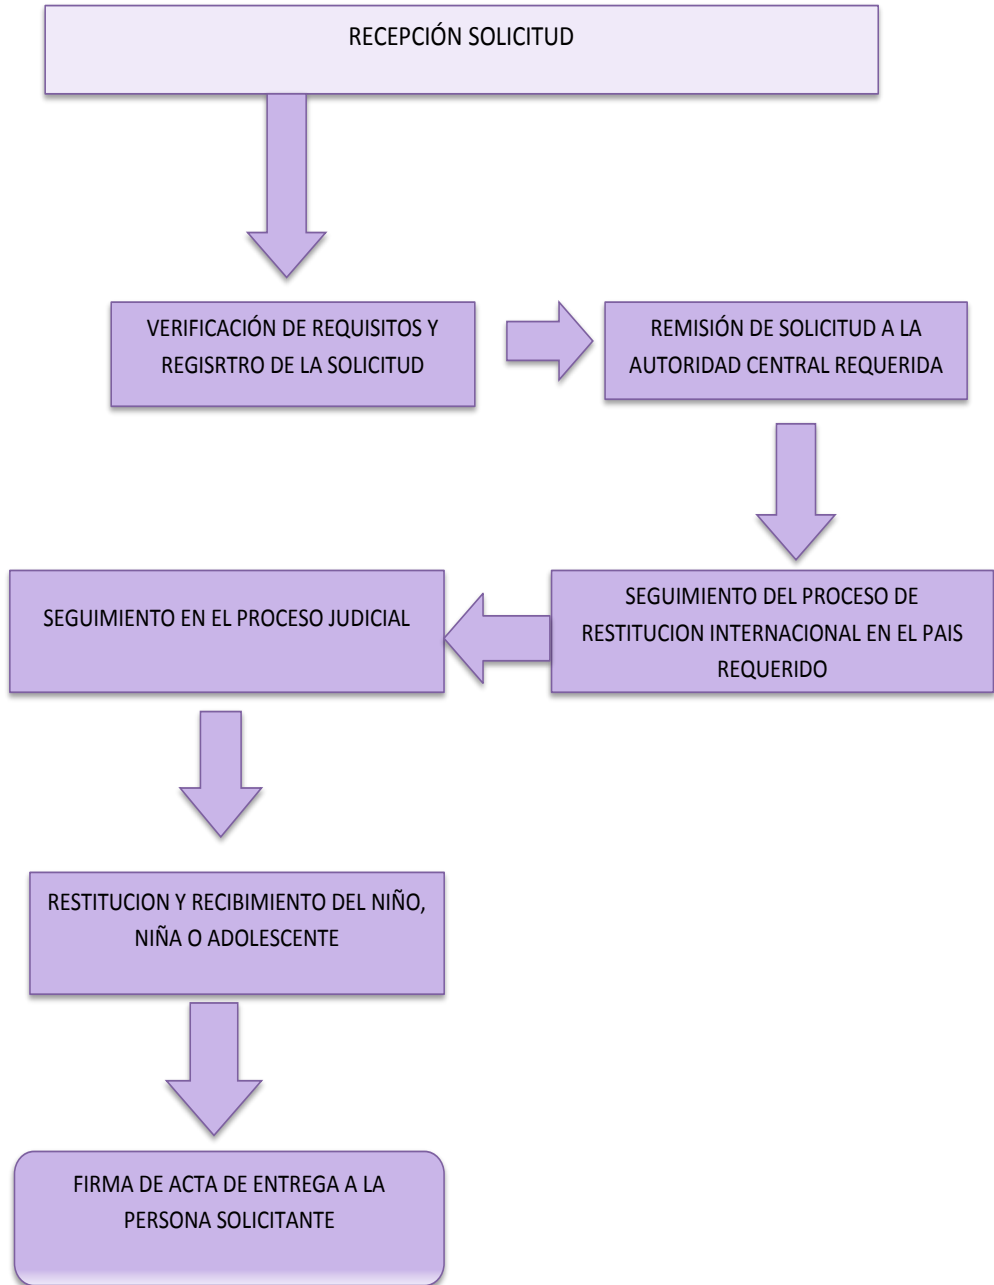 RECEPCIÓN SOLICITUD
VERIFICACIÓN DE REQUISITOS Y
REGISRTRO DE LA SOLICITUD
REMISIÓN DE SOLICITUD A LA
AUTORIDAD CENTRAL REQUERIDA
SEGUIMIENTO DEL PROCESO DE
RESTITUCION INTERNACIONAL EN EL PAIS
REQUERIDO
SEGUIMIENTO EN EL PROCESO JUDICIAL
RESTITUCION Y RECIBIMIENTO DEL NIÑO,
NIÑA O ADOLESCENTE
FIRMA DE ACTA DE ENTREGA A LA
PERSONA SOLICITANTE